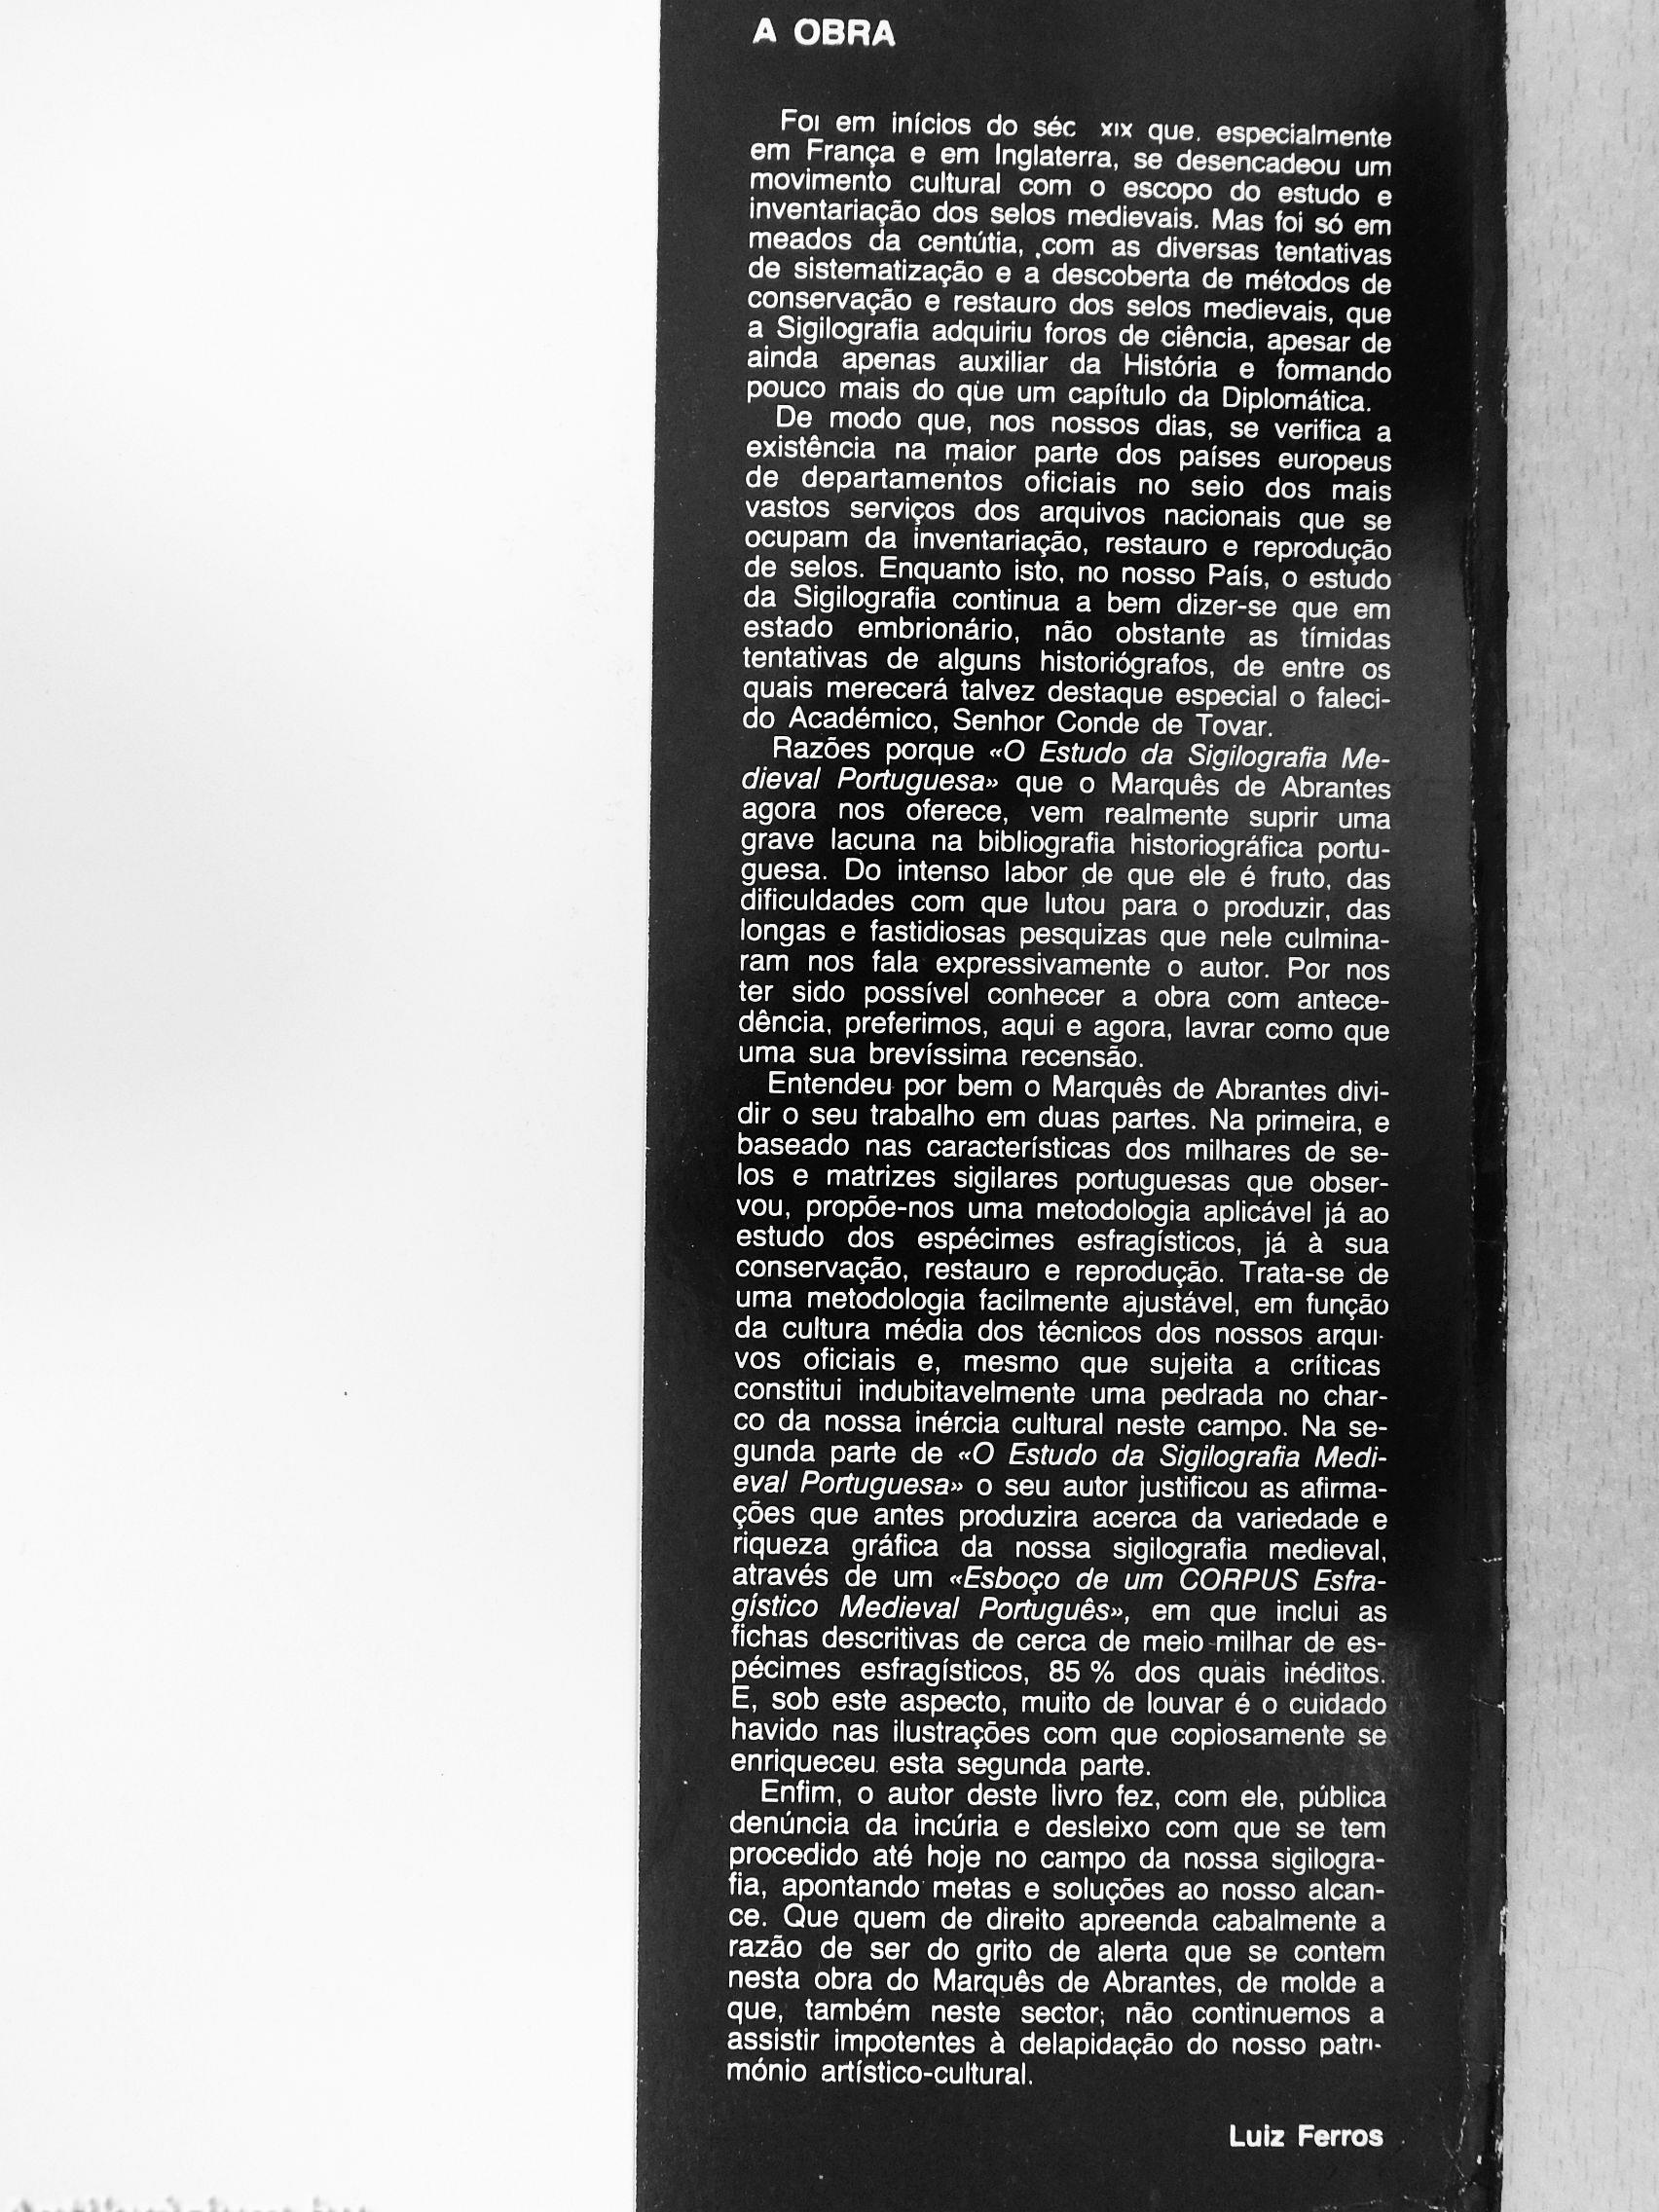 A OBRA
Foi em inícios do séc XIX que. especialmente
em França e em Inglaterra, se desencadeou um
movimento cultural com o escopo do estudo e
inventariação dos selos medievais. Mas foi só em
meados da centútia, .com as diversas tentativas
de sistematização e a descoberta de métodos de
conservação e restauro dos selos medievais, que
a Sigilografia adquiriu foros de ciência, apesar de
ainda apenas auxiliar da História e formando
pouco mais do que um capítulo da Diplomática.
De modo que, nos nossos dias, se verifica a
existência na maior parte dos países europeus
de departamentos oficiais no seio dos mais
vastos serviços dos arquivos nacionais que se
ocupam da inventariação, restauro e reprodução
de selos. Enquanto isto, no nosso País, o estudo
da Sigilografia continua a bem dizer-se que em
estado embrionário, não obstante as tímidas
tentativas de alguns historiógrafos, de entre os
quais merecerá talvez destaque especial o faleci-
do Académico, Senhor Conde de Tovar.
Razões porque «O Estudo da Sigilografia Me-
dieval Portuguesa» que o Marquês de Abrantes
agora nos oferece, vem realmente suprir uma
grave lacuna na bibliografia historiográfica portu-
guesa. Do intenso labor de que ele é fruto, das
dificuldades com que lutou para o produzir, das
longas e fastidiosas pesquizas que nele culmina-
ram nos fala expressivamente o autor. Por nos
ter sido possível conhecer a obra com antece-
dência, preferimos, aqui e agora, lavrar como que
uma sua brevíssima recensão.
Entendeu por bem o Marquês de Abrantes divi-
dir o seu trabalho em duas partes. Na primeira, e
baseado nas características dos milhares de se-
los e matrizes sigilares portuguesas que obser-
vou, propõe-nos uma metodologia aplicável já ao
estudo dos espécimes esfragísticos, já à sua
conservação, restauro e reprodução. Trata-se de
uma metodologia facilmente ajustável, em função
da cultura média dos técnicos dos nossos arqui-
vos oficiais e, mesmo que sujeita a críticas
constitui indubitavelmente uma pedrada no char-
co da nossa inércia cultural neste campo. Na se-
gunda parte de «O Estudo da Sigilografia Medi-
eval Portuguesa» o seu autor justificou as afirma-
ções que antes produzira acerca da variedade e
riqueza gráfica da nossa sigilografia medieval,
através de um «Esboço de um CORPUS Esfra-
gístico Medieval Português», em que inclui as
fichas descritivas de cerca de meio milhar de es-
pécimes esfragísticos, 85 % dos quais inéditos.
E, sob este aspecto, muito de louvar é o cuidado
havido nas ilustrações com que copiosamente se
enriqueceu esta segunda parte.
Enfim, o autor deste livro fez, com ele, pública
denúncia da incúria e desleixo com que se tem
procedido até hoje no campo da nossa sigilogra-
fia, apontando metas e soluções ao nosso alcan-
ce. Que quem de direito apreenda cabalmente a
razão de ser do grito de alerta que se contem
nesta obra do Marquês de Abrantes, de molde a
que, também neste sector; não continuemos a
assistir impotentes à delapidação do nosso patri-
mónio artístico-cultural.
Luiz Ferros